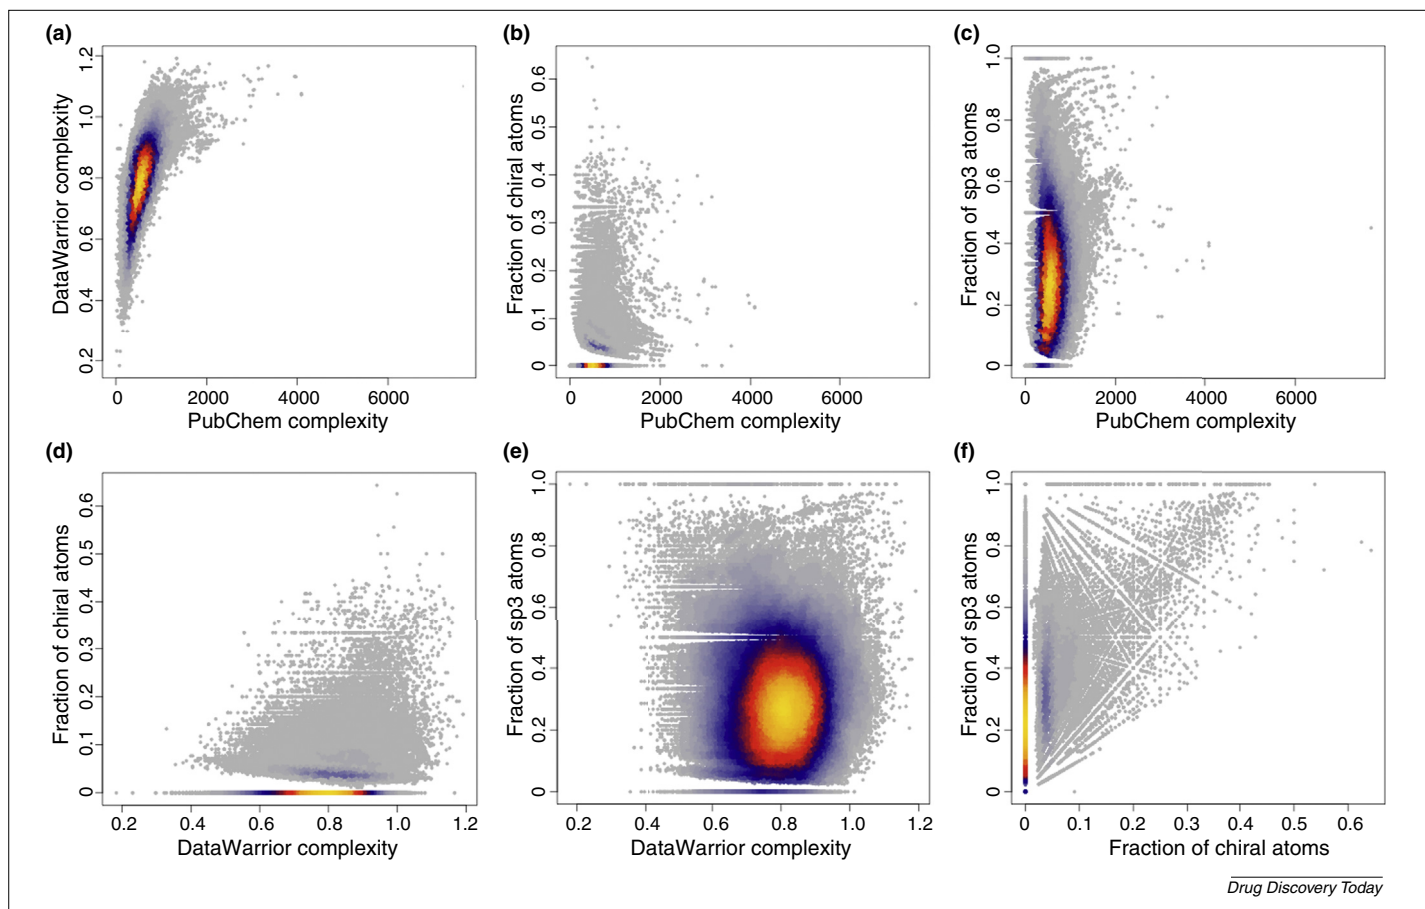 (a)
DataWarrior complexity
1.2
1.0
0.8
0.6
0.4
0.2
0 2000 4000 6000
PubChem complexity
(b)
Fraction of chiral atoms
0.6
0.5
0.4
0.3
0.2
0.1
0
0 2000 4000 6000
PubChem complexity
(c)
Fraction of sp3 atoms
1.0
0.8
0.6
0.4
0.2
0
0 2000 4000 6000
PubChem complexity
(d)
Fraction of chiral atoms
0.6
0.5
0.4
0.3
0.2
0.1
0
0.2 0.4 0.6 0.8 1.0 1.2
DataWarrior complexity
(e)
Fraction of sp3 atoms
1.0
0.8
0.6
0.4
0.2
0
0.2 0.4 0.6 0.8 1.0 1.2
DataWarrior complexity
(f)
Fraction of sp3 atoms
1.0
0.8
0.6
0.4
0.2
0
0 0.1 0.2 0.3 0.4 0.5 0.6
Fraction of chiral atoms
Drug Discovery Today